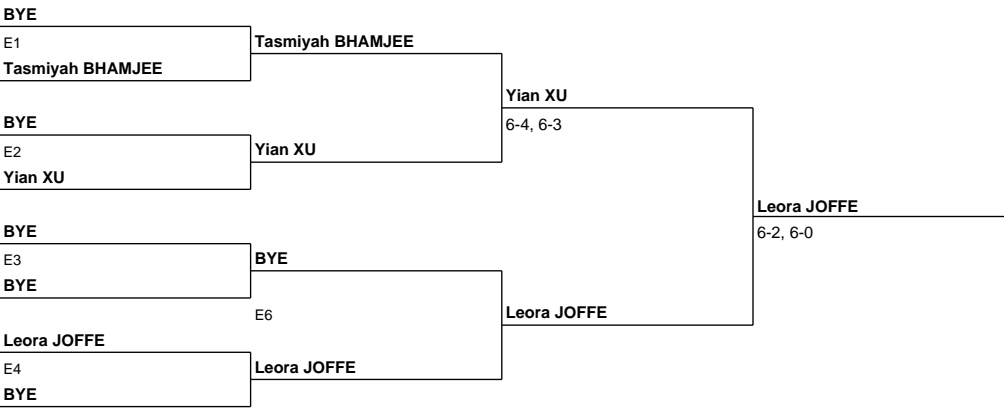 BYE
E1
Tasmiyah BHAMJEE
Tasmiyah BHAMJEE
BYE
E2
Yian XU
Yian XU
Yian XU
6-4, 6-3
BYE
E3
BYE
BYE
E6
Leora JOFFE
E4
BYE
Leora JOFFE
Leora JOFFE
Leora JOFFE
6-2, 6-0